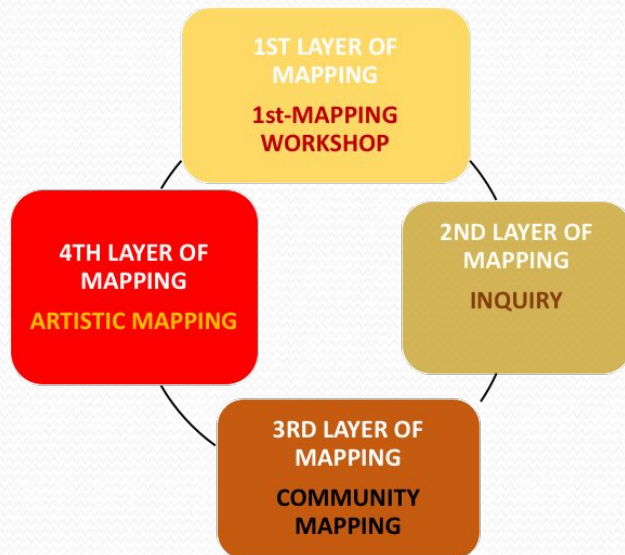 1ST LAYER OF
MAPPING
1st-MAPPING
WORKSHOP
2ND LAYER OF
MAPPING
INQUIRY
3RD LAYER OF
MAPPING
COMMUNITY
MAPPING
4TH LAYER OF
MAPPING
ARTISTIC MAPPING